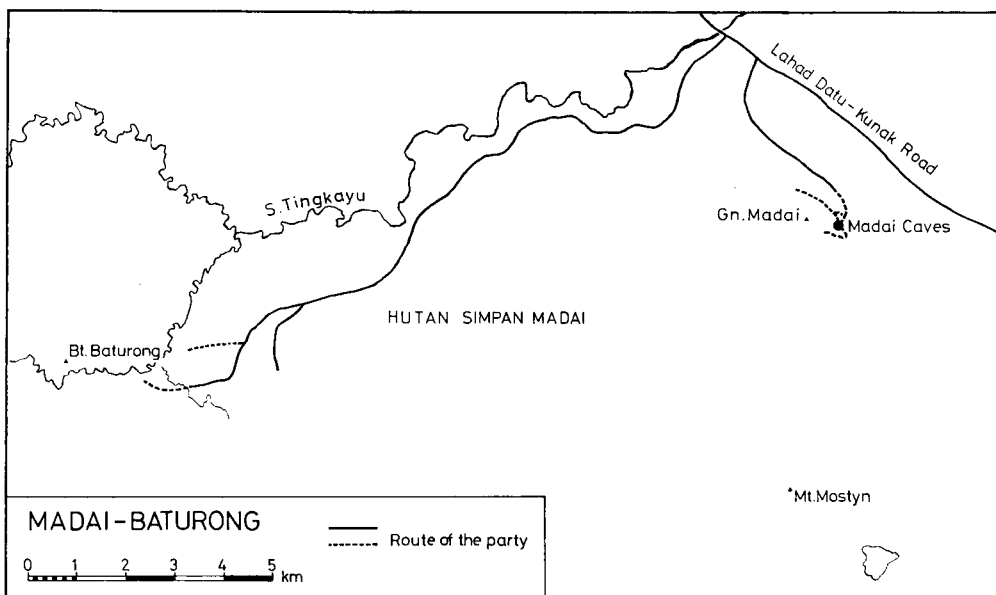 Lahad Datu - Kunak Road
S. Tingkayu
Gn. Madai
Madai Caves
HUTAN SIMPAN MADAI
Bt. Baturong
Mt. Mostyn
MADAI-BATURONG
Route of the party
0 1 2 3 4 5
km